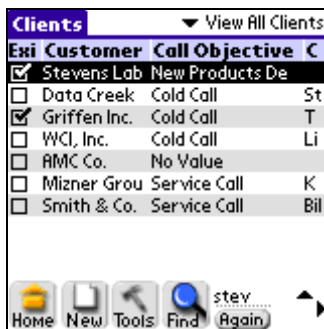 Clients View All Clients
Exi Customer Call Objective C
Stevens Lab New Products De
Data Creek Cold Call St
Griffen Inc. Cold Call T
WCI, Inc. Cold Call Li
AMC Co. No Value
Mizner Grou Service Call K
Smith & Co. Service Call Bil
stev
Home New Tools Find Again